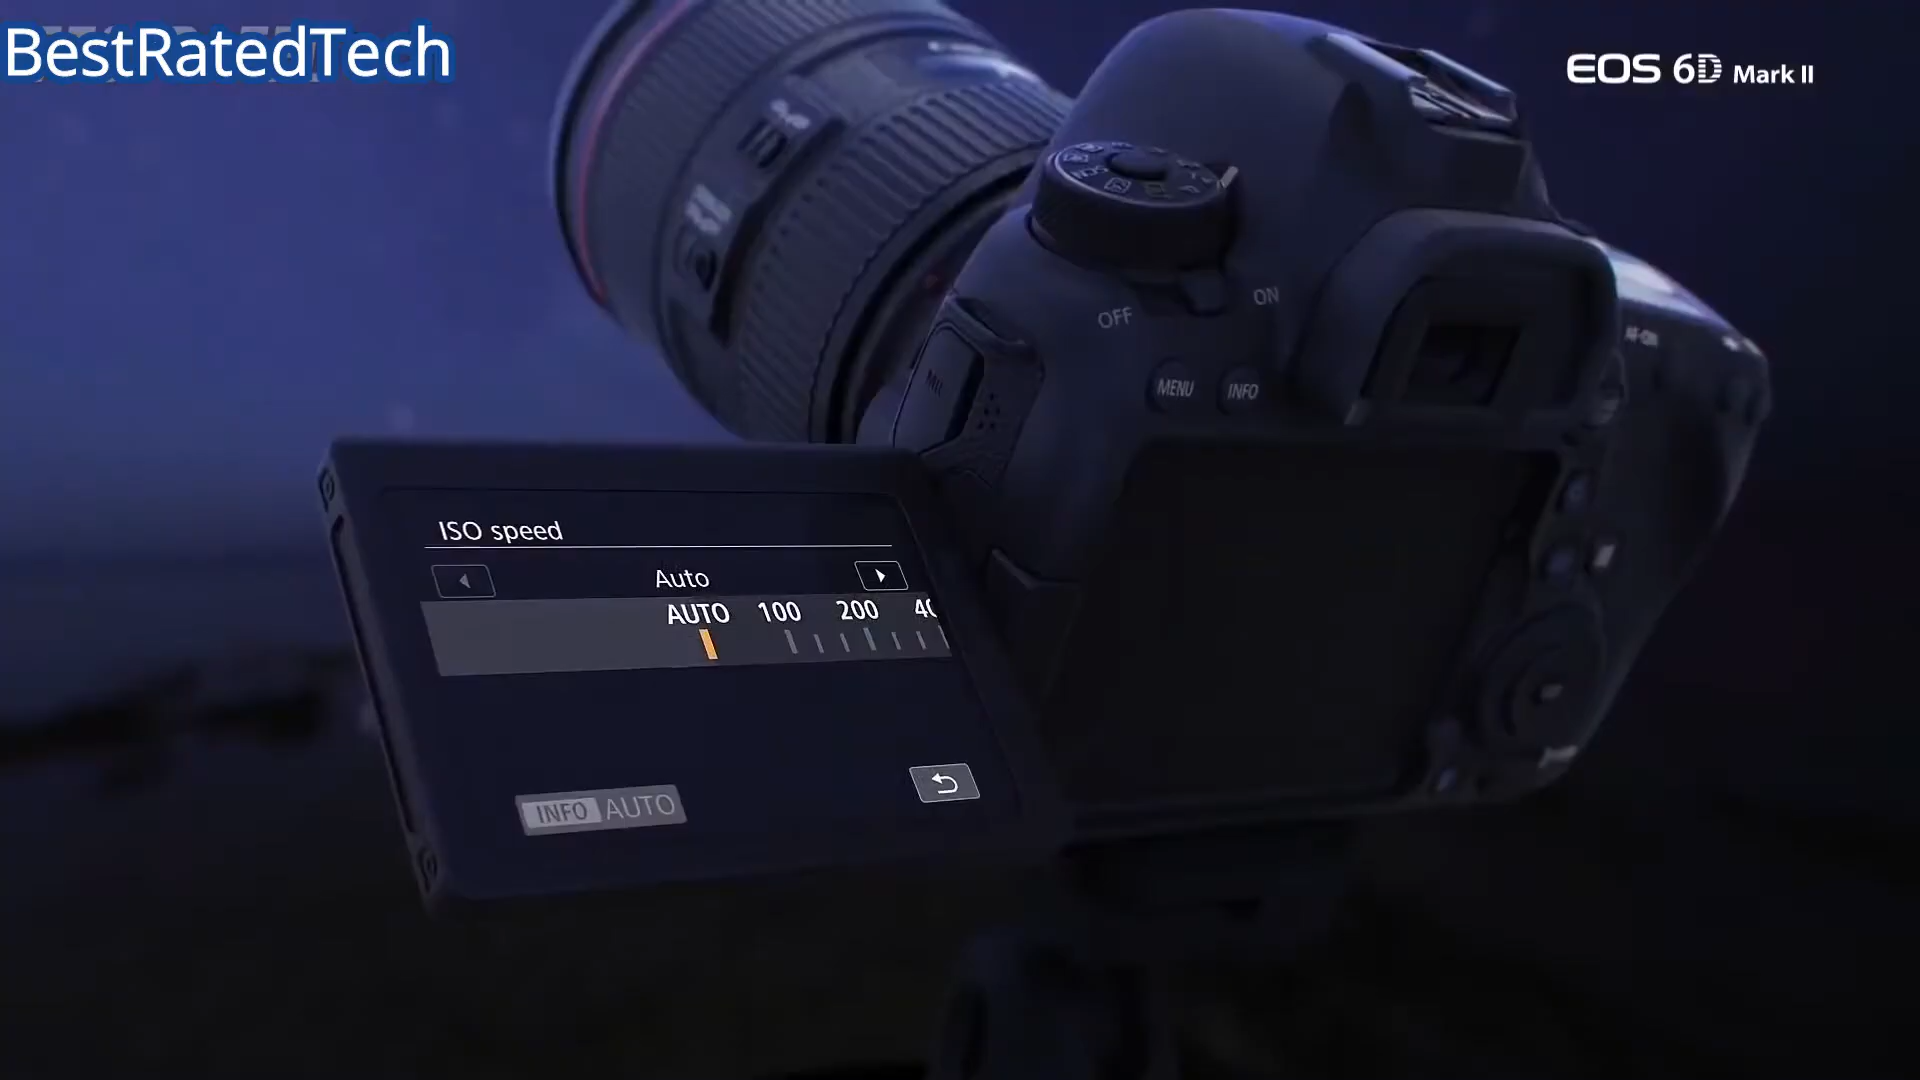 BestRatedTech
EOS 6D Mark II
OFF
ON
MENU
INFO
ISO speed
Auto
AUTO 100 200
INFO AUTO